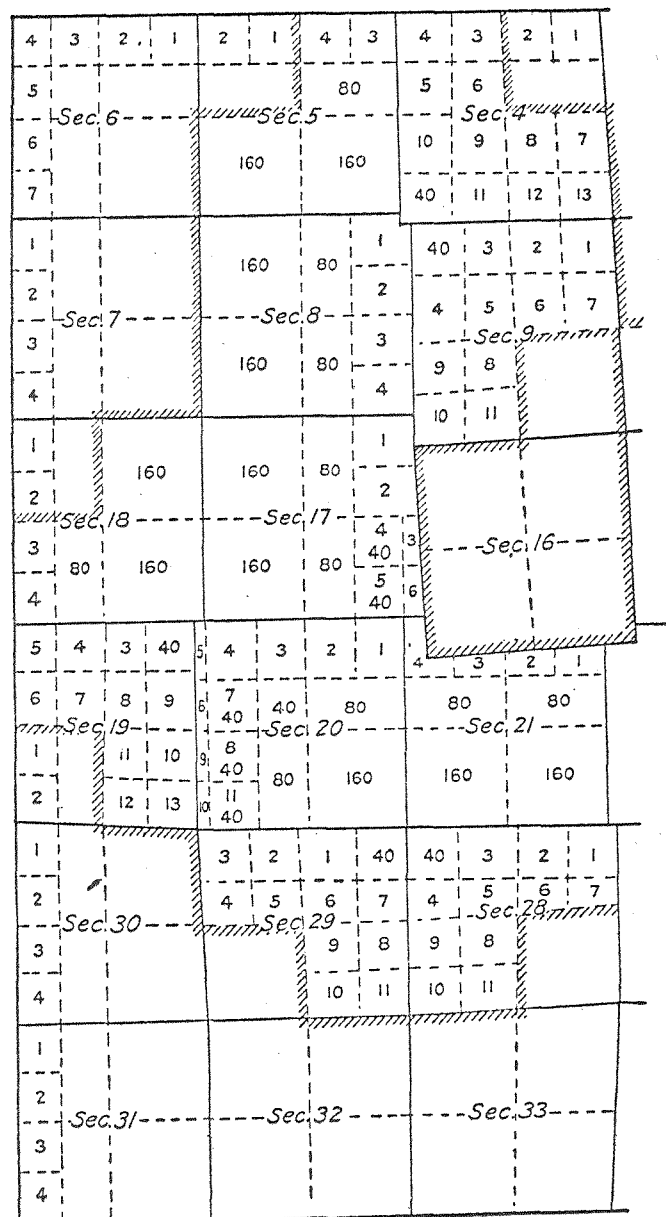 4 3 2 1 2 1 4 3 4 3 2 1
5 80 5 6
Sec. 6 Sec. 5 Sec. 4
6 160 160 10 9 8 7
7 40 11 12 13
1 160 80 1 40 3 2 1
2 2 4 5 6 7
Sec. 7 Sec. 8 Sec. 9
3 160 80 3 9 8
4 4 10 11
1 160 160 80 1
2 2
Sec. 18 Sec. 17 Sec. 16
3 80 160 160 80 4 40 3
4 5 40 6
5 4 3 40 5 4 3 2 1 4 3 2 1
6 7 8 9 8 7 40 40 80 80 80
Sec. 19 Sec. 20 Sec. 21
1 11 10 9 8 40 80 160 160 160
2 12 13 10 11 40
1 3 2 1 40 40 3 2 1
2 4 5 6 7 4 5 6 7
Sec. 30 Sec. 29 Sec. 28
3 9 8 9 8
4 10 11 10 11
1
2
Sec. 31 Sec. 32 Sec. 33
3
4